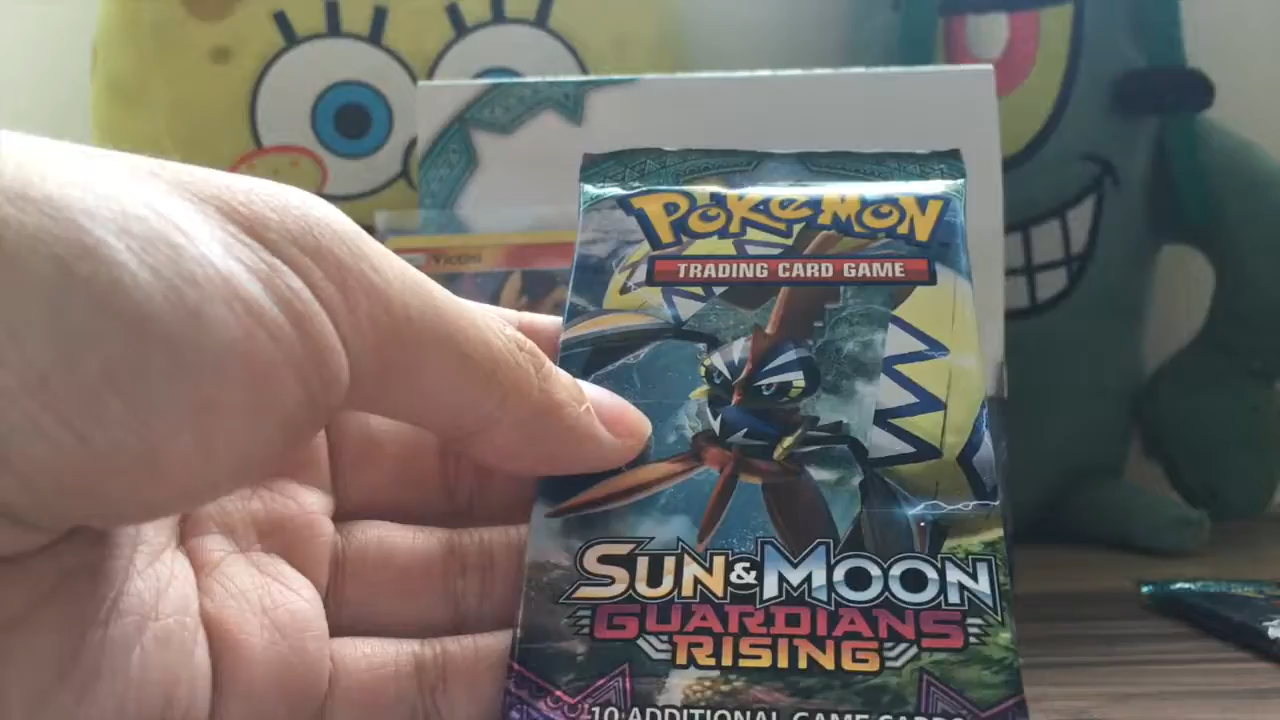 POKéMON
TRADING CARD GAME
SUN & MOON
GUARDIANS
RISING
10 ADDITIONAL GAME CARDS